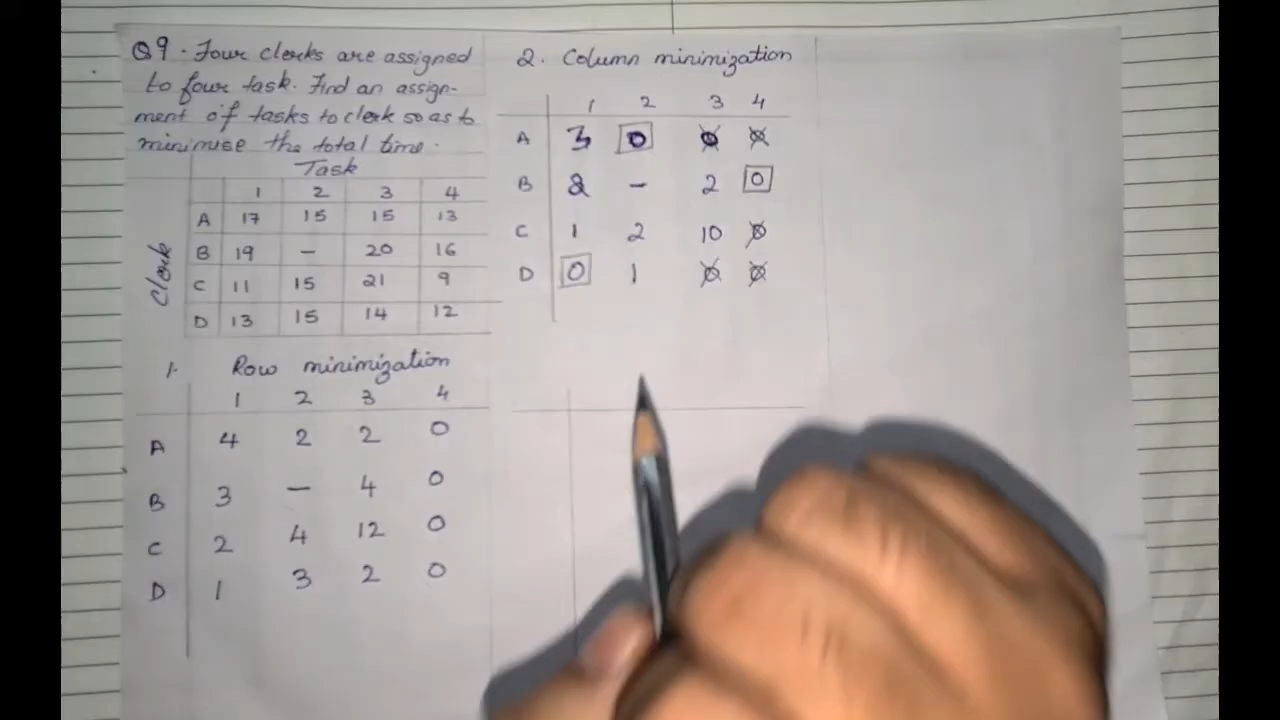 Q9. Four clerks are assigned
to four task. Find an assign-
ment of tasks to clerk so as to
minimise the total time.
Task
1 2 3 4
A 17 15 15 13
B 19 - 20 16
C 11 15 21 9
D 13 15 14 12
Clerk
1. Row minimization
1 2 3 4
A 4 2 2 0
B 3 - 4 0
C 2 4 12 0
D 1 3 2 0
2. Column minimization
1 2 3 4
A 3 0 0 0
B 2 - 2 0
C 1 2 10 0
D 0 1 0 0